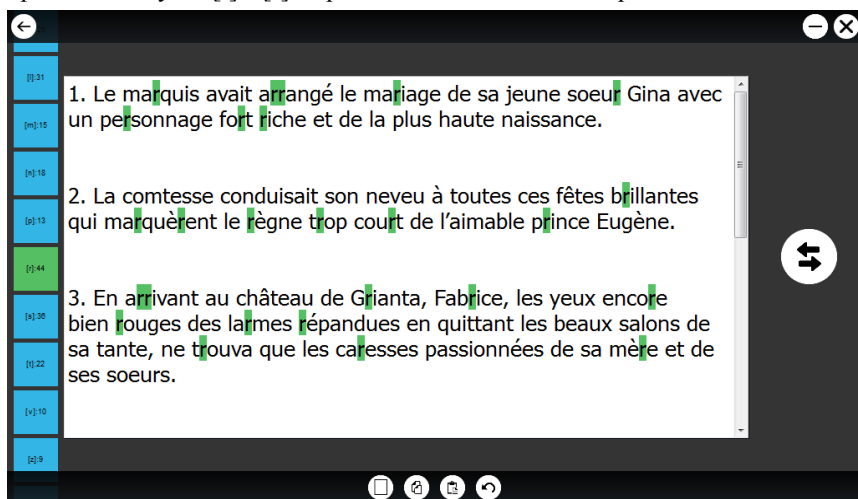 [l]:31
[m]:15
[n]:18
[p]:13
[r]:44
[s]:36
[t]:22
[v]:10
[z]:9
1. Le marquis avait arrangé le mariage de sa jeune soeur Gina avec
un personnage fort riche et de la plus haute naissance.
2. La comtesse conduisait son neveu à toutes ces fêtes brillantes
qui marquèrent le règne trop court de l’aimable prince Eugène.
3. En arrivant au château de Grianta, Fabrice, les yeux encore
bien rouges des larmes répandues en quittant les beaux salons de
sa tante, ne trouva que les caresses passionnées de sa mère et de
ses soeurs.